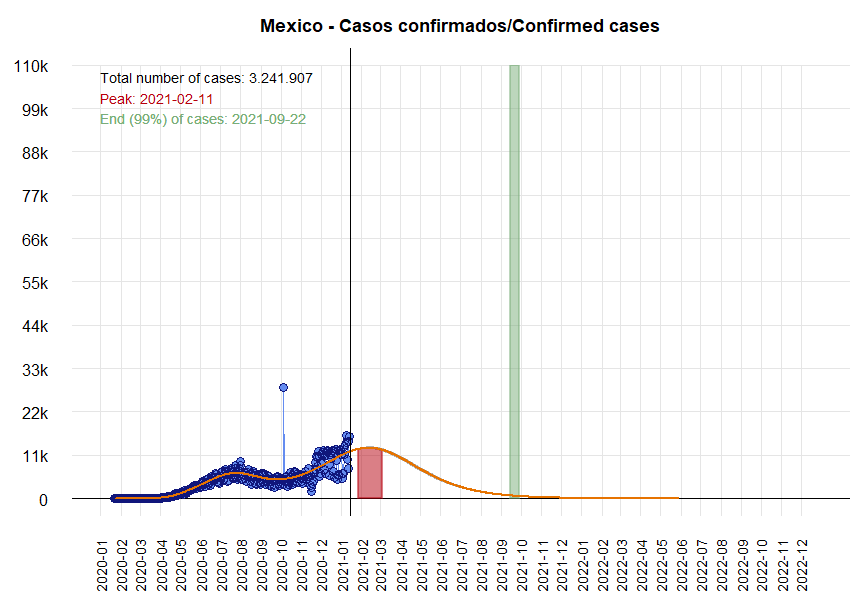 Mexico - Casos confirmados/Confirmed cases
110k
Total number of cases: 3.241.907
Peak: 2021-02-11
99k
End (99%) of cases: 2021-09-22
88k
77k
66k
55k
44k
33k
22k
11k
0
2020-01
2020-02
2020-03
2020-04
2020-05
2020-06
2020-07
2020-08
2020-09
2020-10
2020-11
2020-12
2021-01
2021-02
2021-03
2021-04
2021-05
2021-06
2021-07
2021-08
2021-09
2021-10
2021-11
2021-12
2022-01
2022-02
2022-03
2022-04
2022-05
2022-06
2022-07
2022-08
2022-09
2022-10
2022-11
2022-12